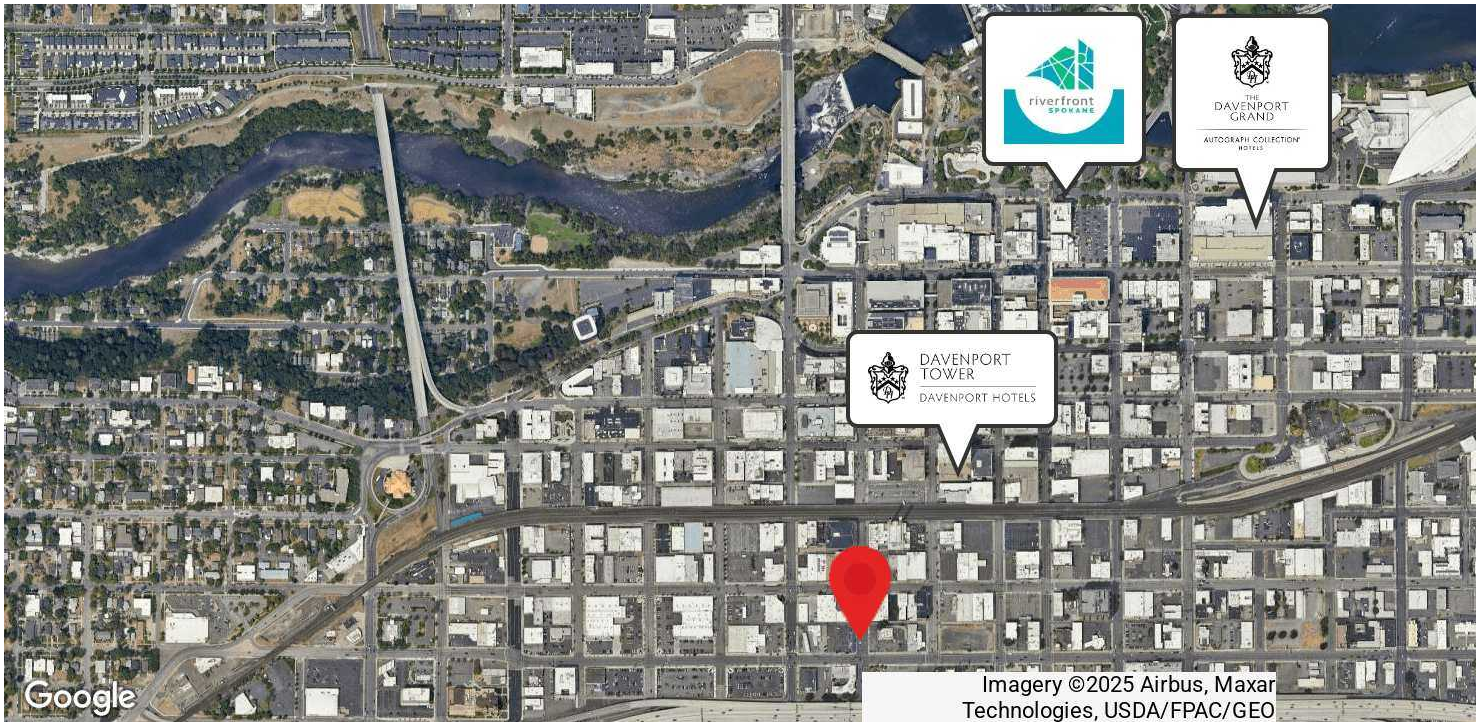 riverfront
SPOKANE
THE
DAVENPORT
GRAND
AUTOGRAPH COLLECTION®
HOTELS
DAVENPORT
TOWER
DAVENPORT HOTELS
Google
Imagery ©2025 Airbus, Maxar
Technologies, USDA/FPAC/GEO